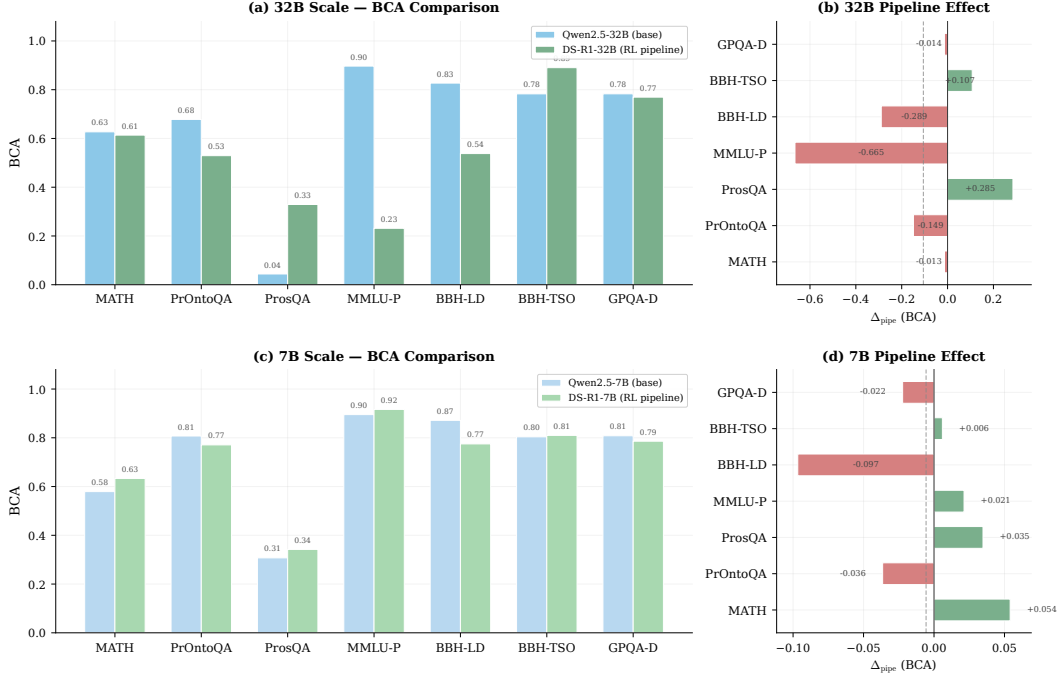 (a) 32B Scale — BCA Comparison
BCA
1.0
0.8
0.6
0.4
0.2
0.0
Qwen2.5-32B (base)
DS-R1-32B (RL pipeline)
0.63
0.61
0.68
0.53
0.04
0.33
0.90
0.23
0.83
0.54
0.78
0.78
0.77
MATH
PrOntoQA
ProsQA
MMLU-P
BBH-LD
BBH-TSO
GPQA-D
(b) 32B Pipeline Effect
GPQA-D
-0.014
BBH-TSO
+0.107
BBH-LD
-0.289
MMLU-P
-0.665
ProsQA
+0.285
PrOntoQA
-0.149
MATH
-0.013
−0.6
−0.4
−0.2
0.0
0.2
Δpipe (BCA)
(c) 7B Scale — BCA Comparison
BCA
1.0
0.8
0.6
0.4
0.2
0.0
Qwen2.5-7B (base)
DS-R1-7B (RL pipeline)
0.58
0.63
0.81
0.77
0.31
0.34
0.90
0.92
0.87
0.77
0.80
0.81
0.81
0.79
MATH
PrOntoQA
ProsQA
MMLU-P
BBH-LD
BBH-TSO
GPQA-D
(d) 7B Pipeline Effect
GPQA-D
-0.022
BBH-TSO
+0.006
BBH-LD
-0.097
MMLU-P
+0.021
ProsQA
+0.035
PrOntoQA
-0.036
MATH
+0.054
−0.10
−0.05
0.00
0.05
Δpipe (BCA)